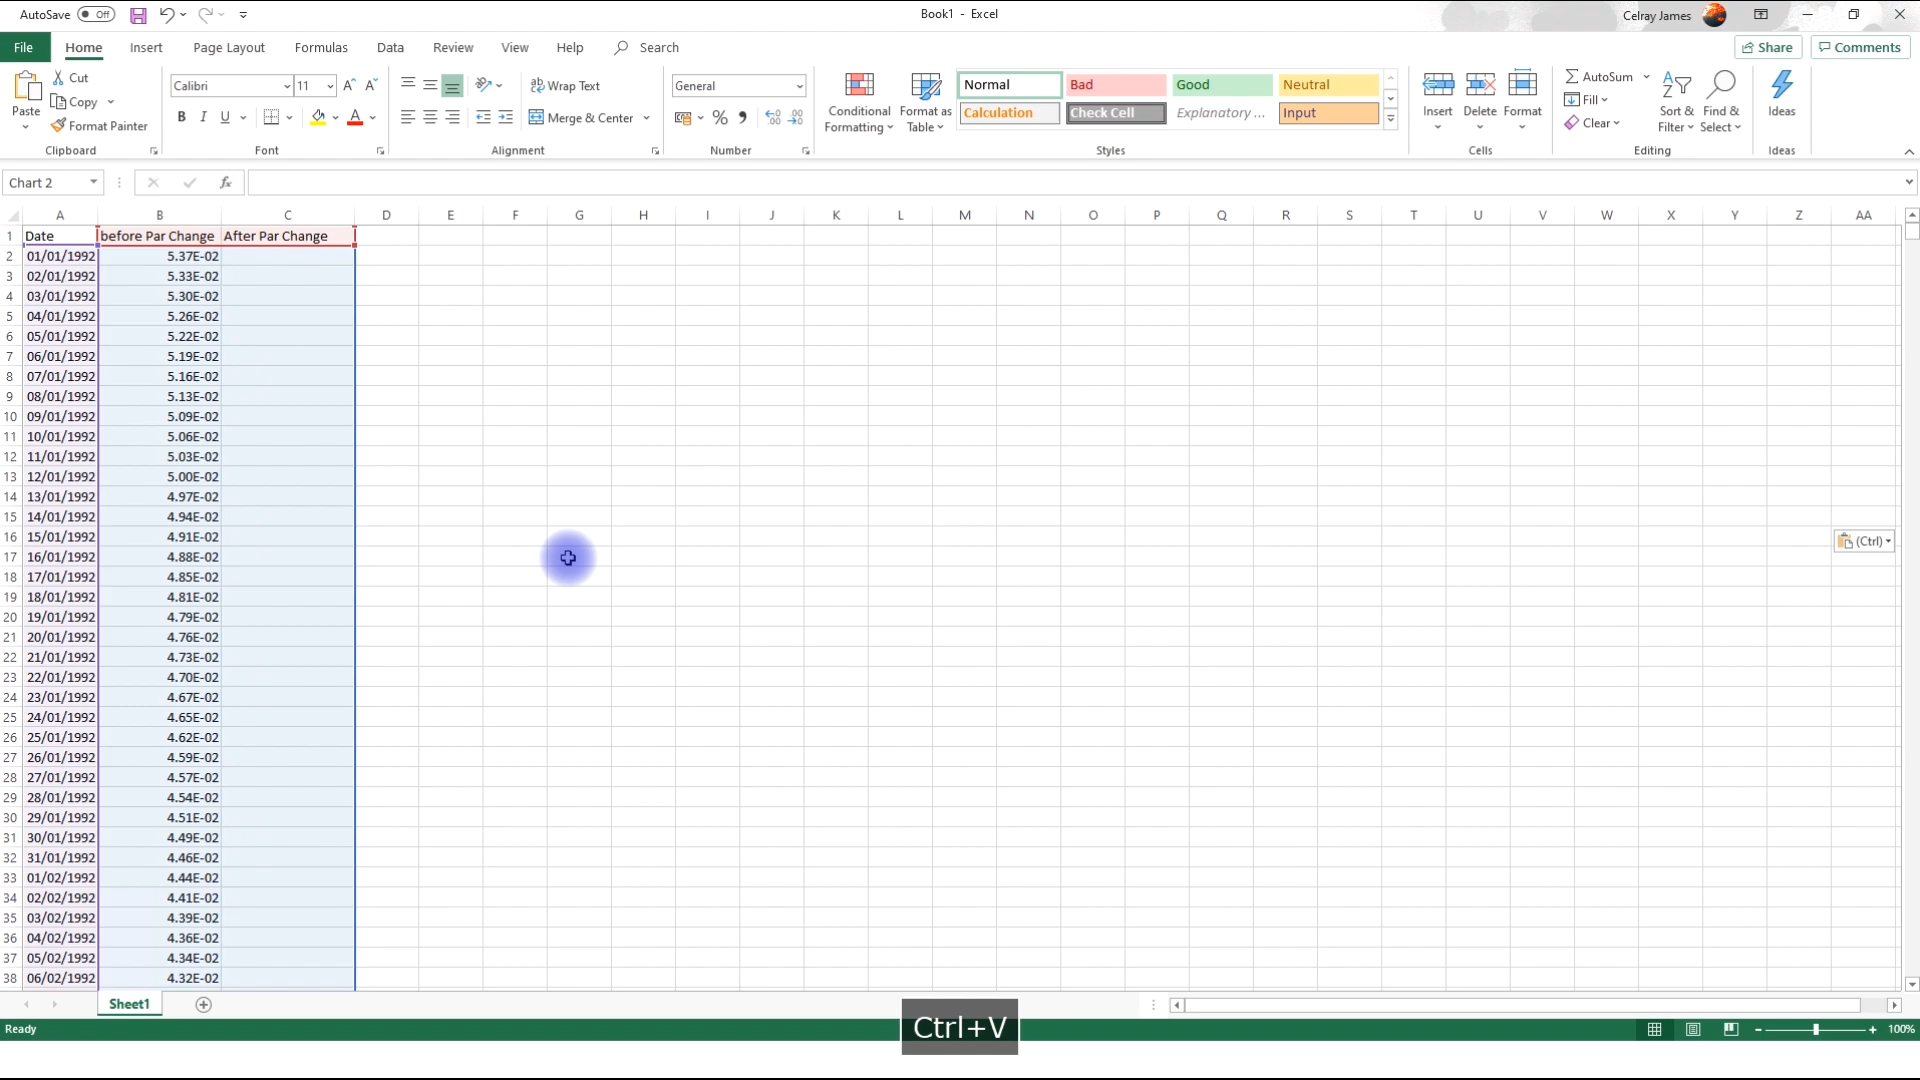 AutoSave Off
Book1 - Excel
Celray James
File Home Insert Page Layout Formulas Data Review View Help Search
Share Comments
Paste
Cut
Copy
Format Painter
Clipboard
Calibri 11
B I U
Font
Wrap Text
Merge & Center
Alignment
General
Number
Conditional Formatting
Format as Table
Normal Bad Good Neutral
Calculation Check Cell Explanatory ... Input
Styles
Insert Delete Format
Cells
AutoSum
Fill
Clear
Sort & Filter
Find & Select
Editing
Ideas
Ideas
Chart 2 fx
A B C D E F G H I J K L M N O P Q R S T U V W X Y Z AA
1 Date before Par Change After Par Change
2 01/01/1992 5.37E-02
3 02/01/1992 5.33E-02
4 03/01/1992 5.30E-02
5 04/01/1992 5.26E-02
6 05/01/1992 5.22E-02
7 06/01/1992 5.19E-02
8 07/01/1992 5.16E-02
9 08/01/1992 5.13E-02
10 09/01/1992 5.09E-02
11 10/01/1992 5.06E-02
12 11/01/1992 5.03E-02
13 12/01/1992 5.00E-02
14 13/01/1992 4.97E-02
15 14/01/1992 4.94E-02
16 15/01/1992 4.91E-02
(Ctrl)
17 16/01/1992 4.88E-02
18 17/01/1992 4.85E-02
19 18/01/1992 4.81E-02
20 19/01/1992 4.79E-02
21 20/01/1992 4.76E-02
22 21/01/1992 4.73E-02
23 22/01/1992 4.70E-02
24 23/01/1992 4.67E-02
25 24/01/1992 4.65E-02
26 25/01/1992 4.62E-02
27 26/01/1992 4.59E-02
28 27/01/1992 4.57E-02
29 28/01/1992 4.54E-02
30 29/01/1992 4.51E-02
31 30/01/1992 4.49E-02
32 31/01/1992 4.46E-02
33 01/02/1992 4.44E-02
34 02/02/1992 4.41E-02
35 03/02/1992 4.39E-02
36 04/02/1992 4.36E-02
37 05/02/1992 4.34E-02
38 06/02/1992 4.32E-02
Sheet1
Ready
Ctrl+V
100%